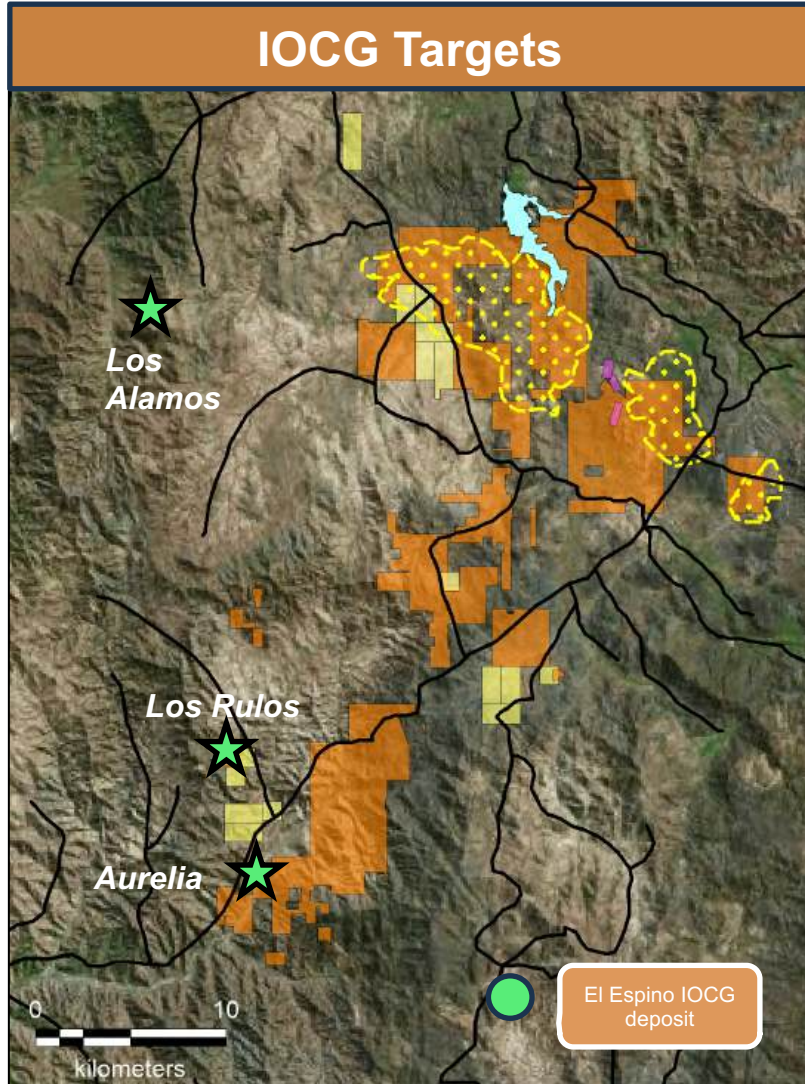 IOCG Targets
Los
Alamos
Los Rulos
Aurelia
El Espino IOCG
deposit
0 10
kilometers